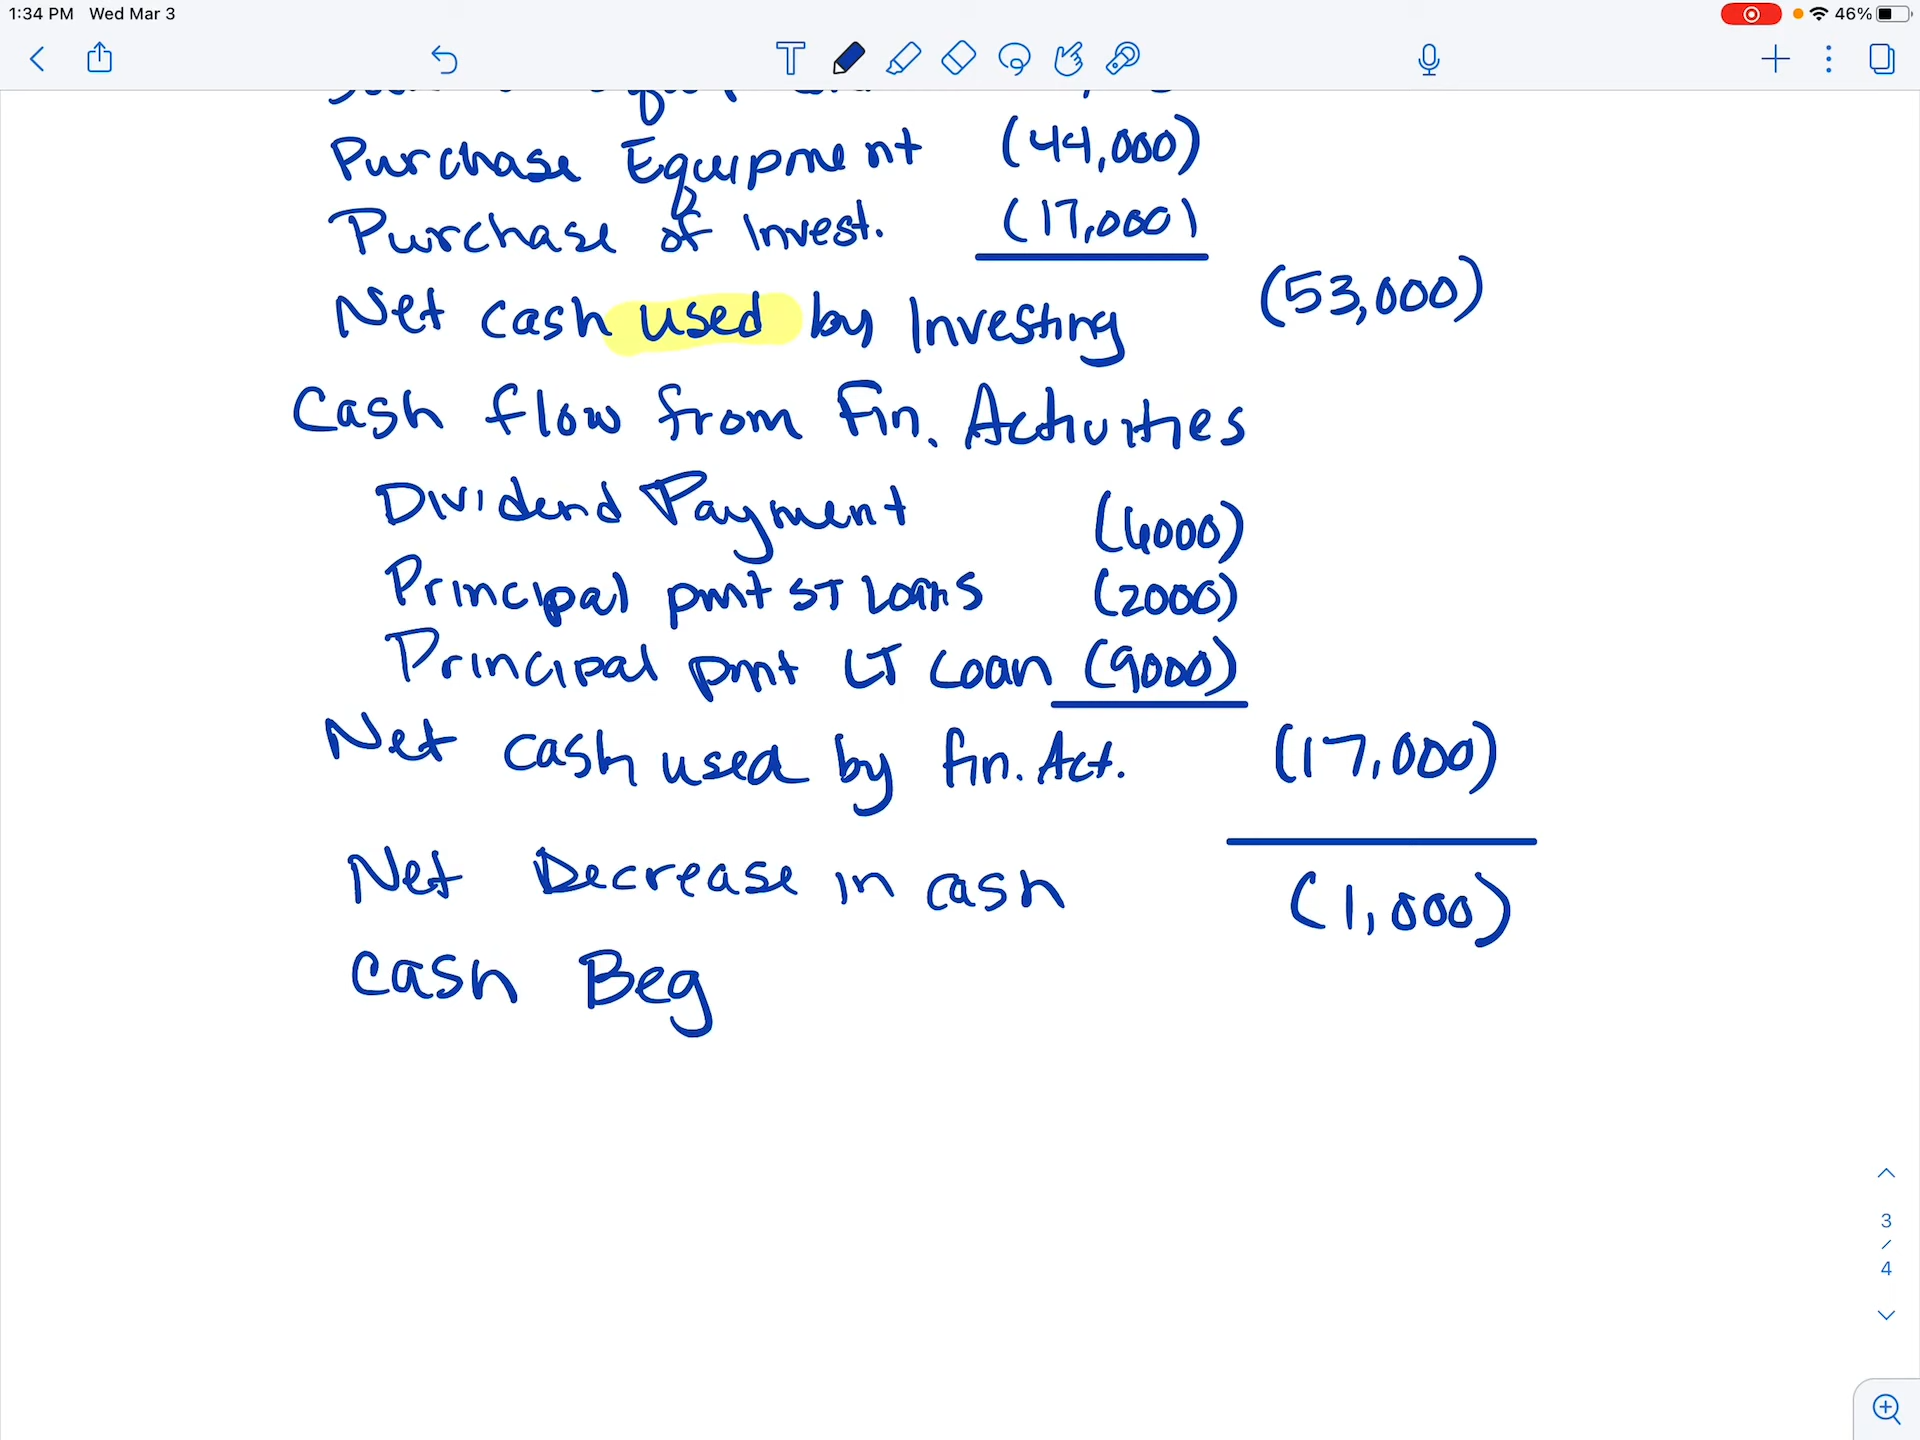 1:34 PM Wed Mar 3
46%
T
Purchase Equipment (44,000)
Purchase of Invest. (17,000)
Net cash used by Investing (53,000)
Cash flow from Fin. Activities
Dividend Payment (6000)
Principal pmt ST Loans (2000)
Principal pmt LT Loan (9000)
Net cash used by fin. Act. (17,000)
Net Decrease in cash (1,000)
Cash Beg
3
/
4